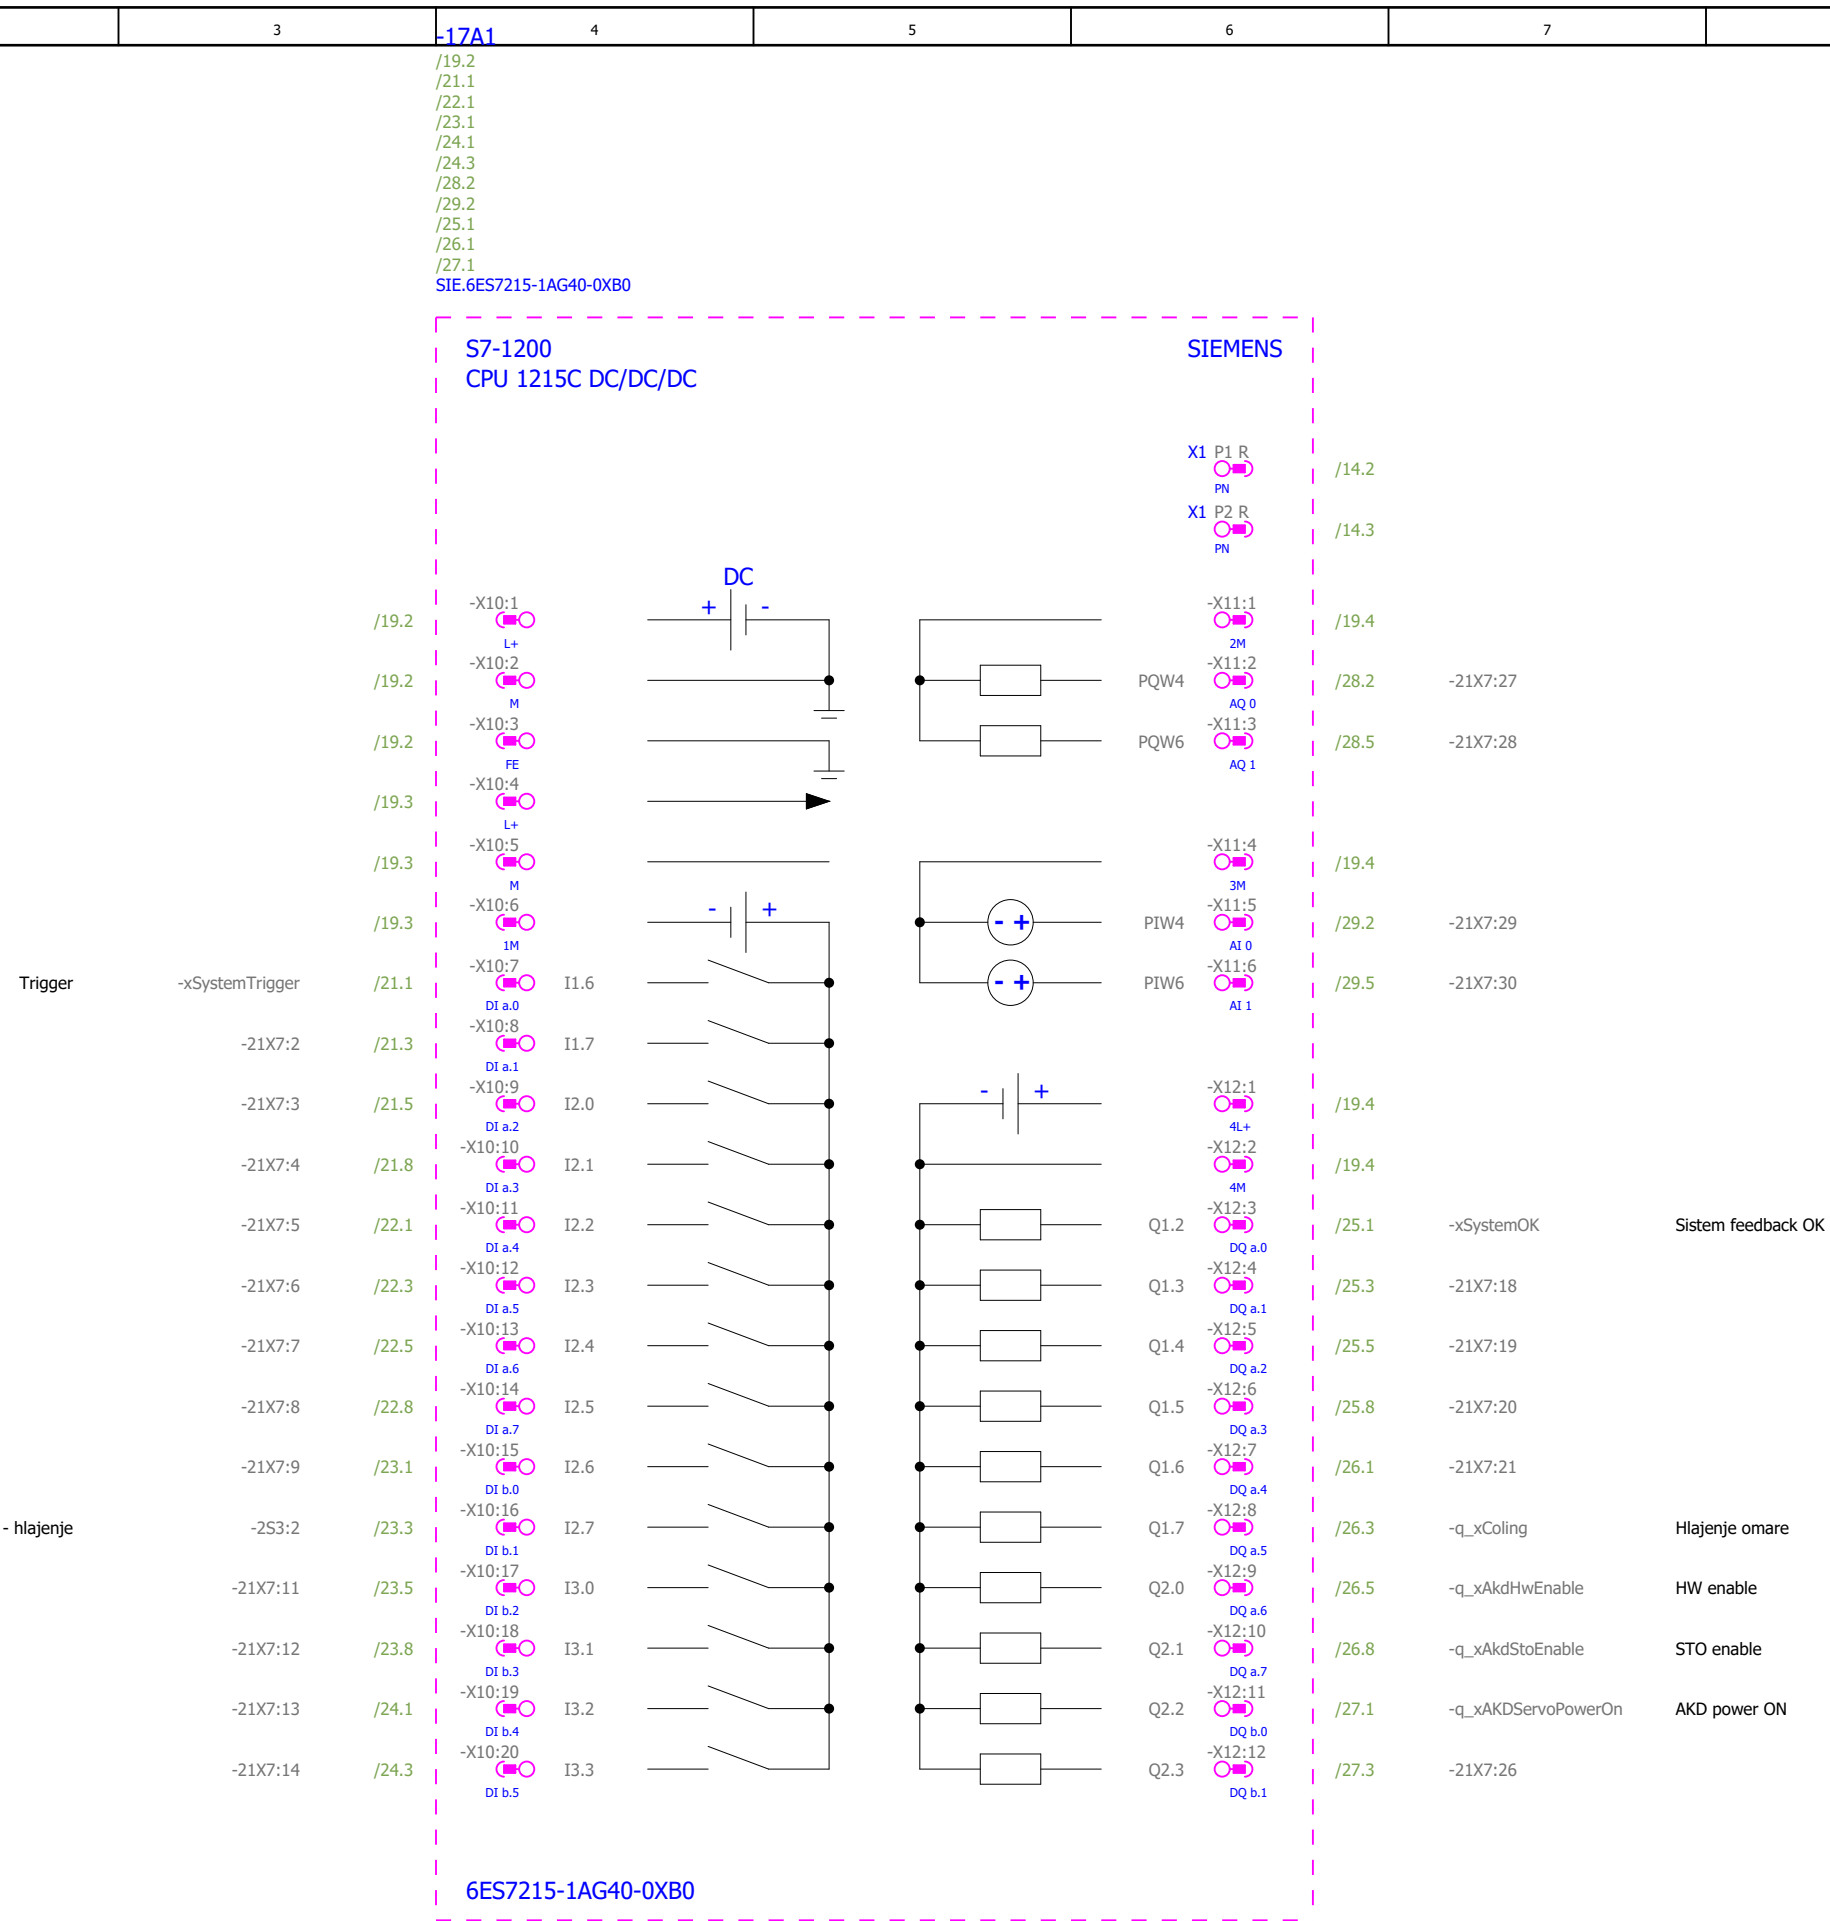 3 4 5 6 7
-17A1
/19.2
/21.1
/22.1
/23.1
/24.1
/24.3
/28.2
/29.2
/25.1
/26.1
/27.1
SIE.6ES7215-1AG40-0XB0
S7-1200 SIEMENS
CPU 1215C DC/DC/DC
X1 P1 R
/14.2
PN
X1 P2 R
/14.3
PN
DC
-X10:1 + - -X11:1
/19.2 /19.4
L+ 2M
-X10:2 -X11:2
/19.2 PQW4 /28.2 -21X7:27
M AQ 0
-X10:3 -X11:3
/19.2 PQW6 /28.5 -21X7:28
FE AQ 1
-X10:4
/19.3
L+
-X10:5 -X11:4
/19.3 /19.4
M 3M
-X10:6 - + -X11:5
/19.3 - + PIW4 /29.2 -21X7:29
1M AI 0
-X10:7 -X11:6
Trigger -xSystemTrigger /21.1 I1.6 - + PIW6 /29.5 -21X7:30
DI a.0 AI 1
-X10:8
-21X7:2 /21.3 I1.7
DI a.1
-X10:9 - + -X12:1
-21X7:3 /21.5 I2.0 /19.4
DI a.2 4L+
-X10:10 -X12:2
-21X7:4 /21.8 I2.1 /19.4
DI a.3 4M
-X10:11 -X12:3
-21X7:5 /22.1 I2.2 Q1.2 /25.1 -xSystemOK Sistem feedback OK
DI a.4 DQ a.0
-X10:12 -X12:4
-21X7:6 /22.3 I2.3 Q1.3 /25.3 -21X7:18
DI a.5 DQ a.1
-X10:13 -X12:5
-21X7:7 /22.5 I2.4 Q1.4 /25.5 -21X7:19
DI a.6 DQ a.2
-X10:14 -X12:6
-21X7:8 /22.8 I2.5 Q1.5 /25.8 -21X7:20
DI a.7 DQ a.3
-X10:15 -X12:7
-21X7:9 /23.1 I2.6 Q1.6 /26.1 -21X7:21
DI b.0 DQ a.4
-X10:16 -X12:8
- hlajenje -2S3:2 /23.3 I2.7 Q1.7 /26.3 -q_xColing Hlajenje omare
DI b.1 DQ a.5
-X10:17 -X12:9
-21X7:11 /23.5 I3.0 Q2.0 /26.5 -q_xAkdHwEnable HW enable
DI b.2 DQ a.6
-X10:18 -X12:10
-21X7:12 /23.8 I3.1 Q2.1 /26.8 -q_xAkdStoEnable STO enable
DI b.3 DQ a.7
-X10:19 -X12:11
-21X7:13 /24.1 I3.2 Q2.2 /27.1 -q_xAKDServoPowerOn AKD power ON
DI b.4 DQ b.0
-X10:20 -X12:12
-21X7:14 /24.3 I3.3 Q2.3 /27.3 -21X7:26
DI b.5 DQ b.1
6ES7215-1AG40-0XB0